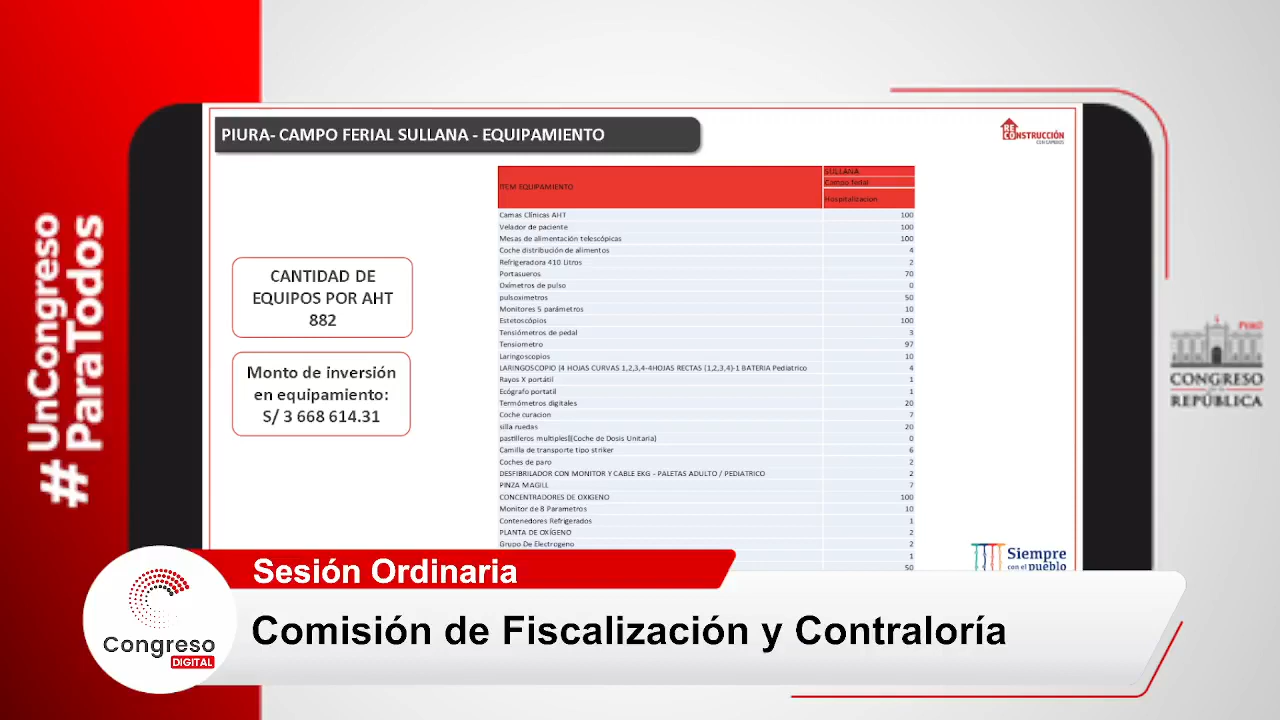 PIURA- CAMPO FERIAL SULLANA - EQUIPAMIENTO
RE
CONSTRUCCIÓN
CON CAMBIOS
#UnCongreso
ParaTodos
CANTIDAD DE
EQUIPOS POR AHT
882
Monto de inversión
en equipamiento:
S/ 3 668 614.31
ITEM EQUIPAMIENTO
SULLANA
Campo ferial
Hospitalizacion
Camas Clínicas AHT 100
Velador de paciente 100
Mesas de alimentación telescópicas 100
Coche distribución de alimentos 4
Refrigeradora 410 Litros 2
Portasueros 70
Oxímetros de pulso 0
pulsoximetros 50
Monitores 5 parámetros 10
Estetoscópios 100
Tensiómetros de pedal 3
Tensiometro 97
Laringoscopios 10
LARINGOSCOPIO (4 HOJAS CURVAS 1,2,3,4-4HOJAS RECTAS (1,2,3,4)-1 BATERIA Pediatrico 4
Rayos X portátil 1
Ecógrafo portatil 1
Termómetros digitales 20
Coche curacion 7
silla ruedas 20
pastilleros multiples(Coche de Dosis Unitaria) 0
Camilla de transporte tipo striker 6
Coches de paro 2
DESFIBRILADOR CON MONITOR Y CABLE EKG - PALETAS ADULTO / PEDIATRICO 2
PINZA MAGILL 7
CONCENTRADORES DE OXIGENO 100
Monitor de 8 Parametros 10
Contenedores Refrigerados 1
PLANTA DE OXÍGENO 2
Grupo De Electrogeno 2
1
50
Siempre
con el pueblo
Perú
CONGRESO
REPÚBLICA
Sesión Ordinaria
Comisión de Fiscalización y Contraloría
Congreso
DIGITAL